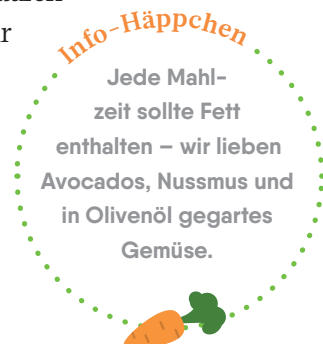 r
Info-Häppchen
Jede Mahl-
zeit sollte Fett
enthalten – wir lieben
Avocados, Nussmus und
in Olivenöl gegartes
Gemüse.